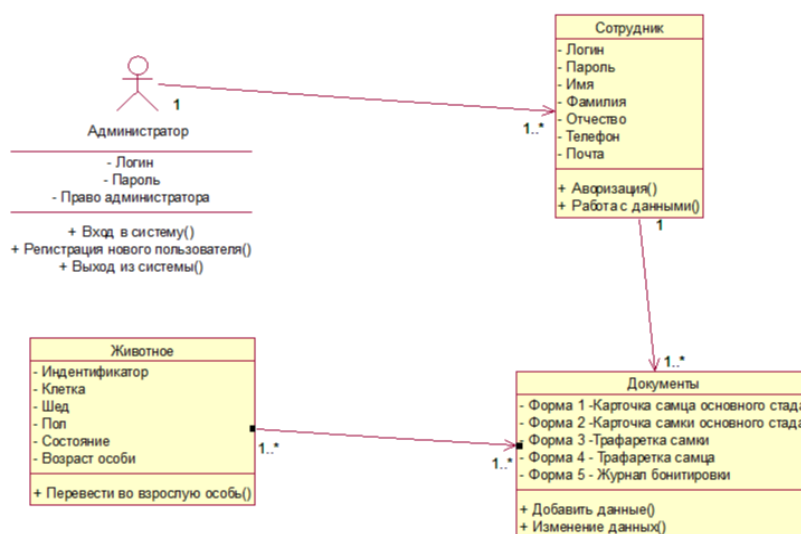 Администратор
- Логин
- Пароль
- Право администратора
+ Вход в систему()
+ Регистрация нового пользователя()
+ Выход из системы()
1
1..*
Сотрудник
- Логин
- Пароль
- Имя
- Фамилия
- Отчество
- Телефон
- Почта
+ Аворизация()
+ Работа с данными()
1
1..*
Животное
- Индентификатор
- Клетка
- Шед
- Пол
- Состояние
- Возраст особи
+ Перевести во взрослую особь()
1..*
1..*
Документы
- Форма 1 -Карточка самца основного стада
- Форма 2 -Карточка самки основного стада
- Форма 3 -Трафаретка самки
- Форма 4 - Трафаретка самца
- Форма 5 - Журнал бонитировки
+ Добавить данные()
+ Изменение данных()